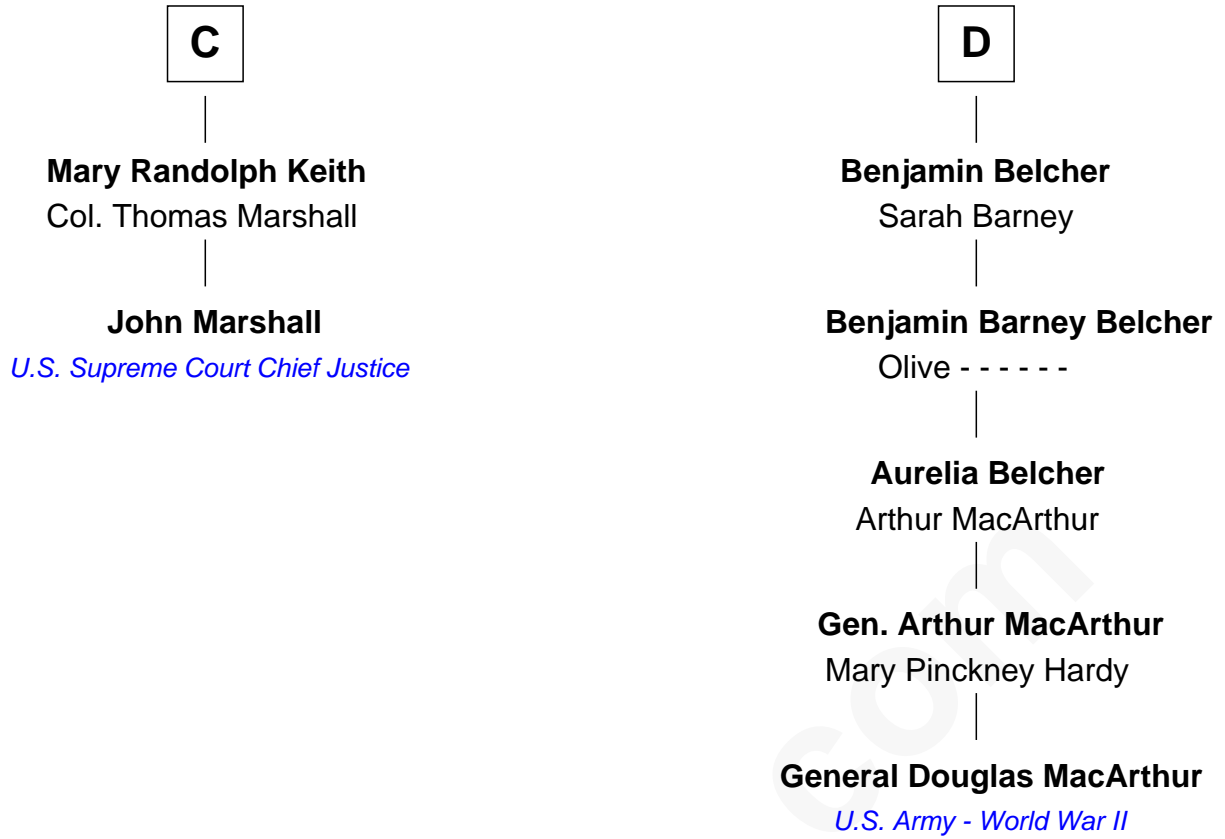 C
Mary Randolph Keith
Col. Thomas Marshall
John Marshall
U.S. Supreme Court Chief Justice
D
Benjamin Belcher
Sarah Barney
Benjamin Barney Belcher
Olive - - - - - -
Aurelia Belcher
Arthur MacArthur
Gen. Arthur MacArthur
Mary Pinckney Hardy
General Douglas MacArthur
U.S. Army - World War II
com